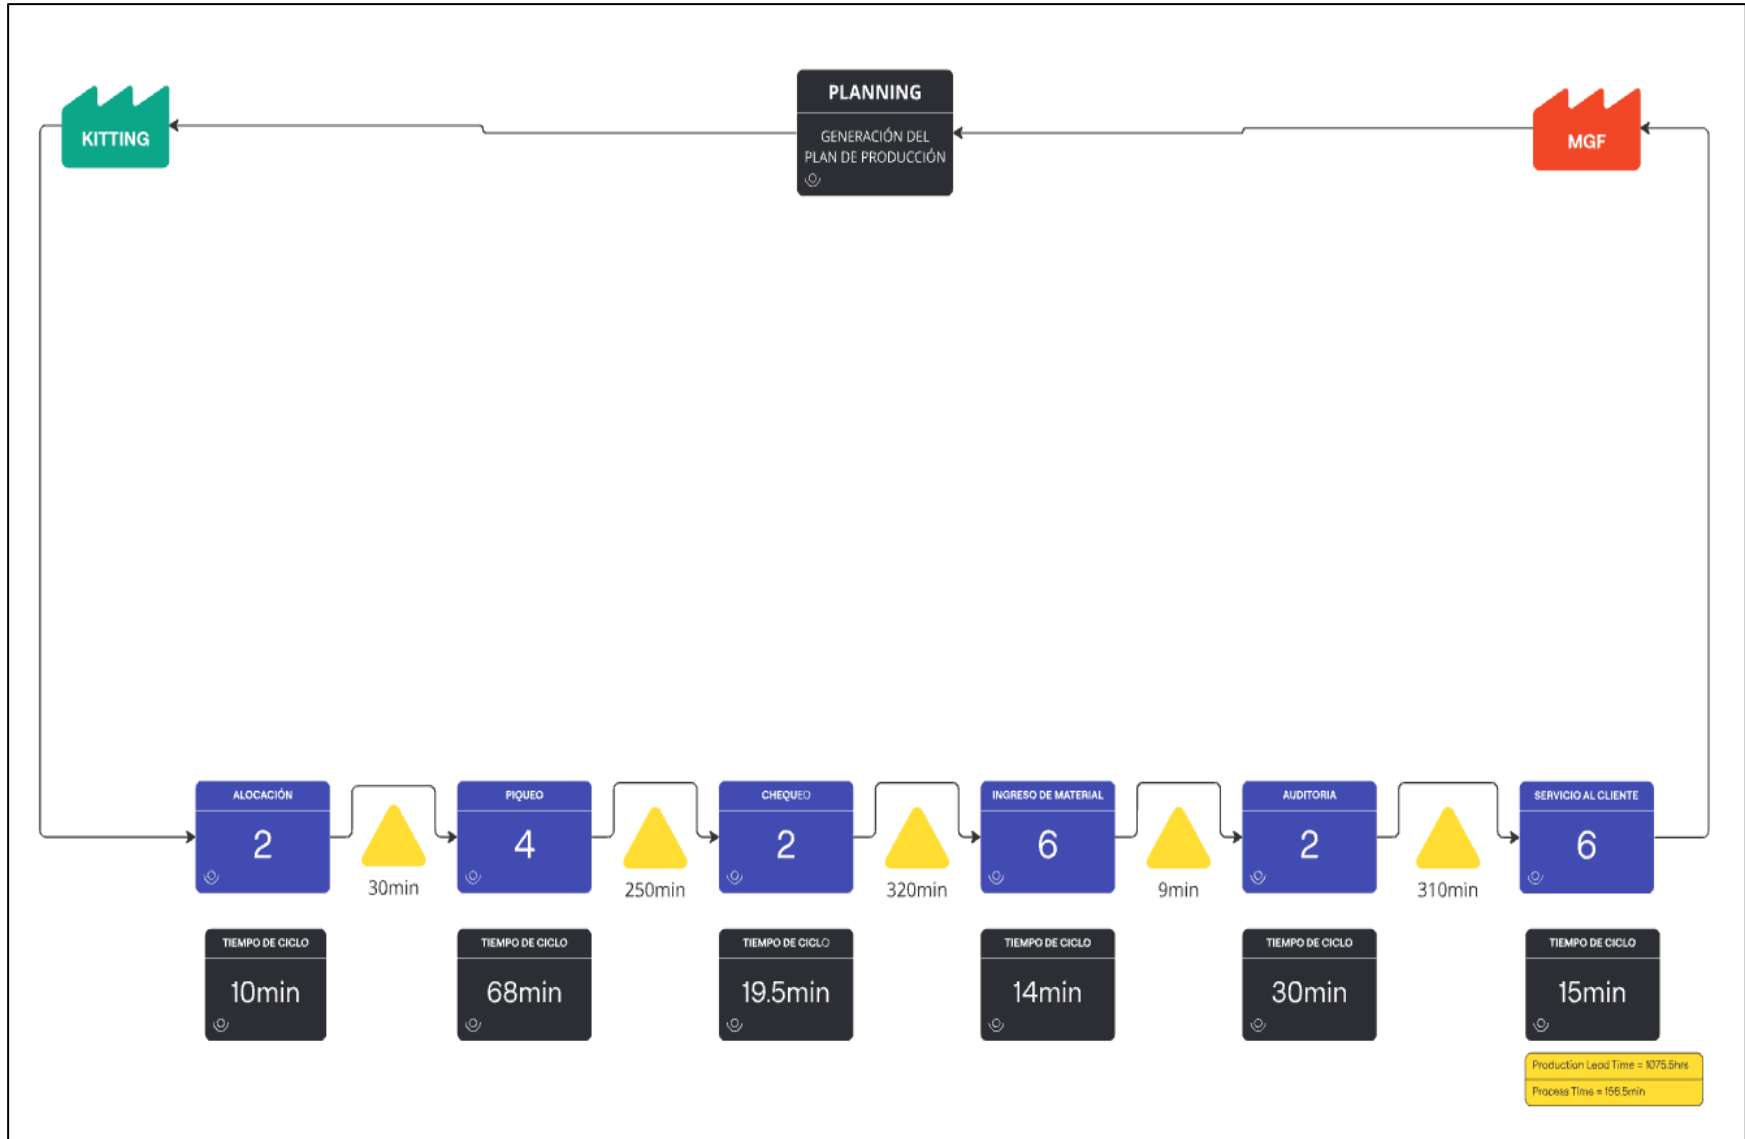 PLANNING
GENERACIÓN DEL
PLAN DE PRODUCCIÓN
KITTING
MGF
ALOCACIÓN
2
30min
PIQUEO
4
250min
CHEQUEO
2
320min
INGRESO DE MATERIAL
6
9min
AUDITORIA
2
310min
SERVICIO AL CLIENTE
6
TIEMPO DE CICLO
10min
TIEMPO DE CICLO
68min
TIEMPO DE CICLO
19.5min
TIEMPO DE CICLO
14min
TIEMPO DE CICLO
30min
TIEMPO DE CICLO
15min
Production Lead Time = 1075.5hrs
Process Time = 156.5min